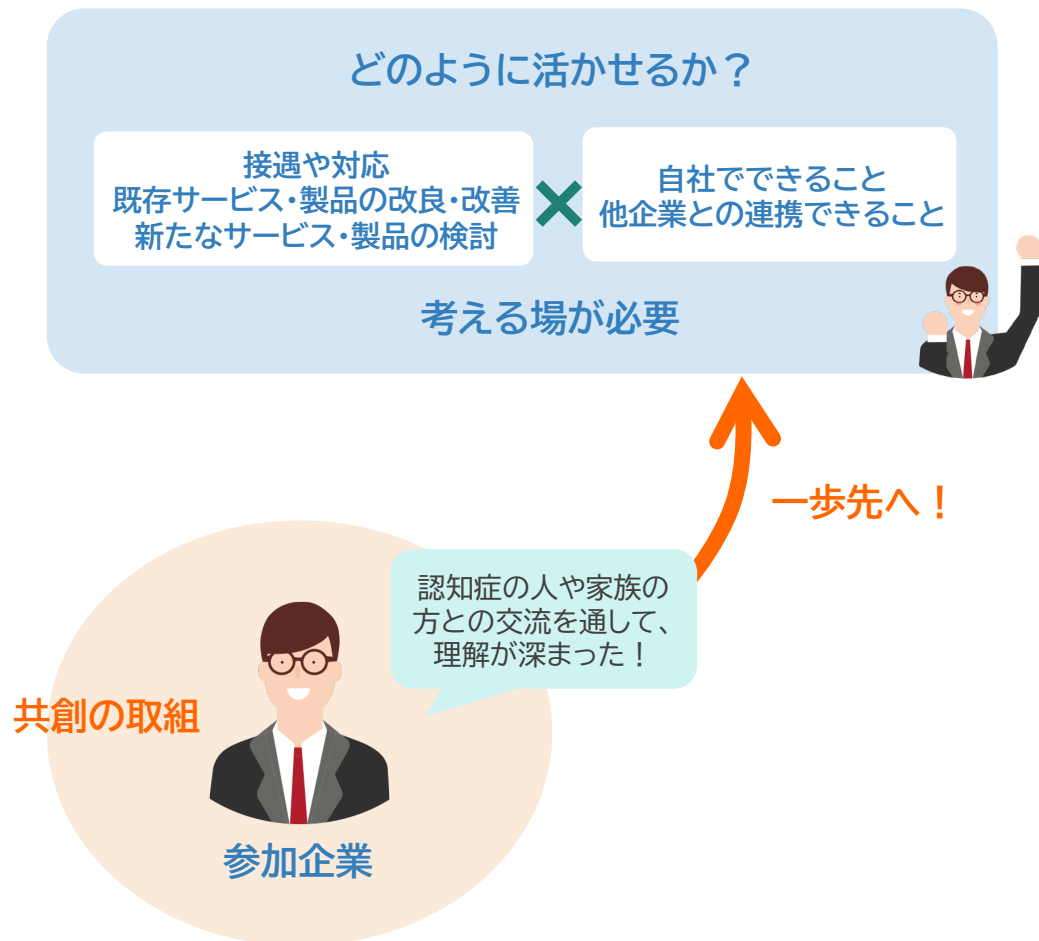 どのように活かせるか？
接遇や対応
既存サービス・製品の改良・改善
新たなサービス・製品の検討
×
自社でできること
他企業との連携できること
考える場が必要
一歩先へ！
認知症の人や家族の
方との交流を通して、
理解が深まった！
共創の取組
参加企業